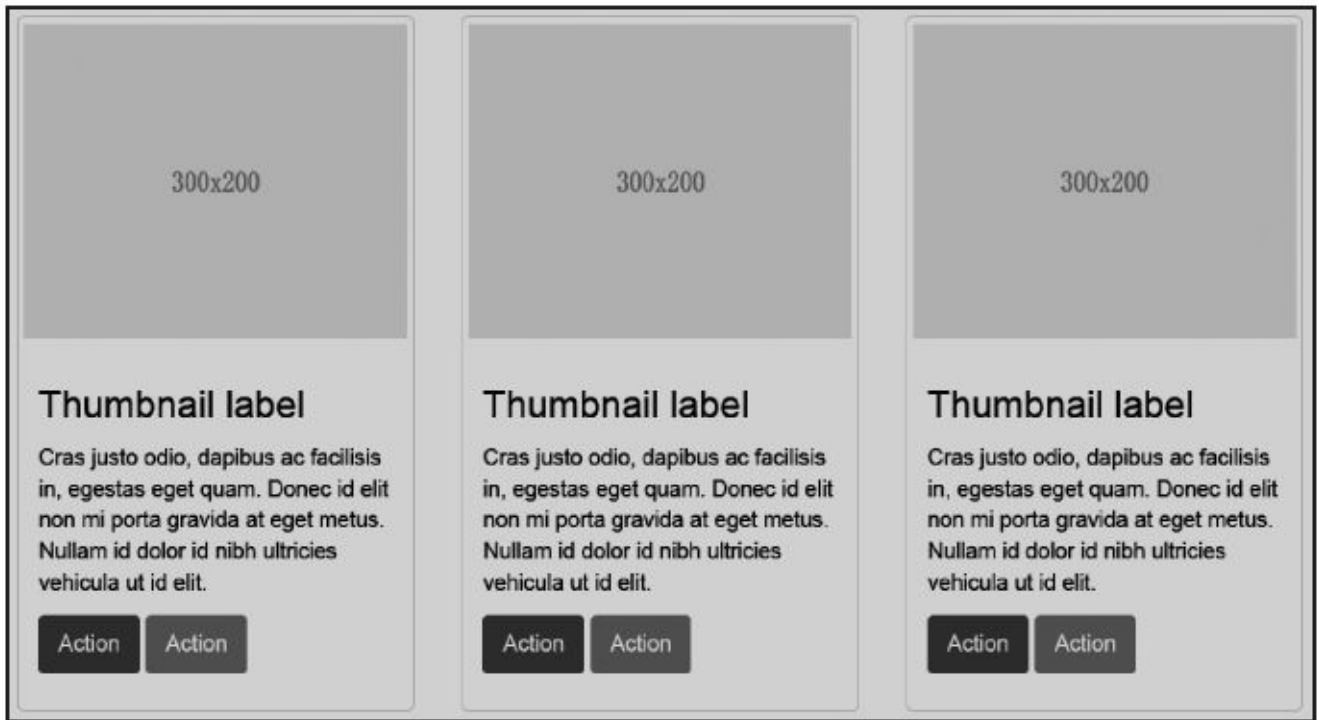 300x200
Thumbnail label
Cras justo odio, dapibus ac facilisis
in, egestas eget quam. Donec id elit
non mi porta gravida at eget metus.
Nullam id dolor id nibh ultricies
vehicula ut id elit.
Action Action
300x200
Thumbnail label
Cras justo odio, dapibus ac facilisis
in, egestas eget quam. Donec id elit
non mi porta gravida at eget metus.
Nullam id dolor id nibh ultricies
vehicula ut id elit.
Action Action
300x200
Thumbnail label
Cras justo odio, dapibus ac facilisis
in, egestas eget quam. Donec id elit
non mi porta gravida at eget metus.
Nullam id dolor id nibh ultricies
vehicula ut id elit.
Action Action